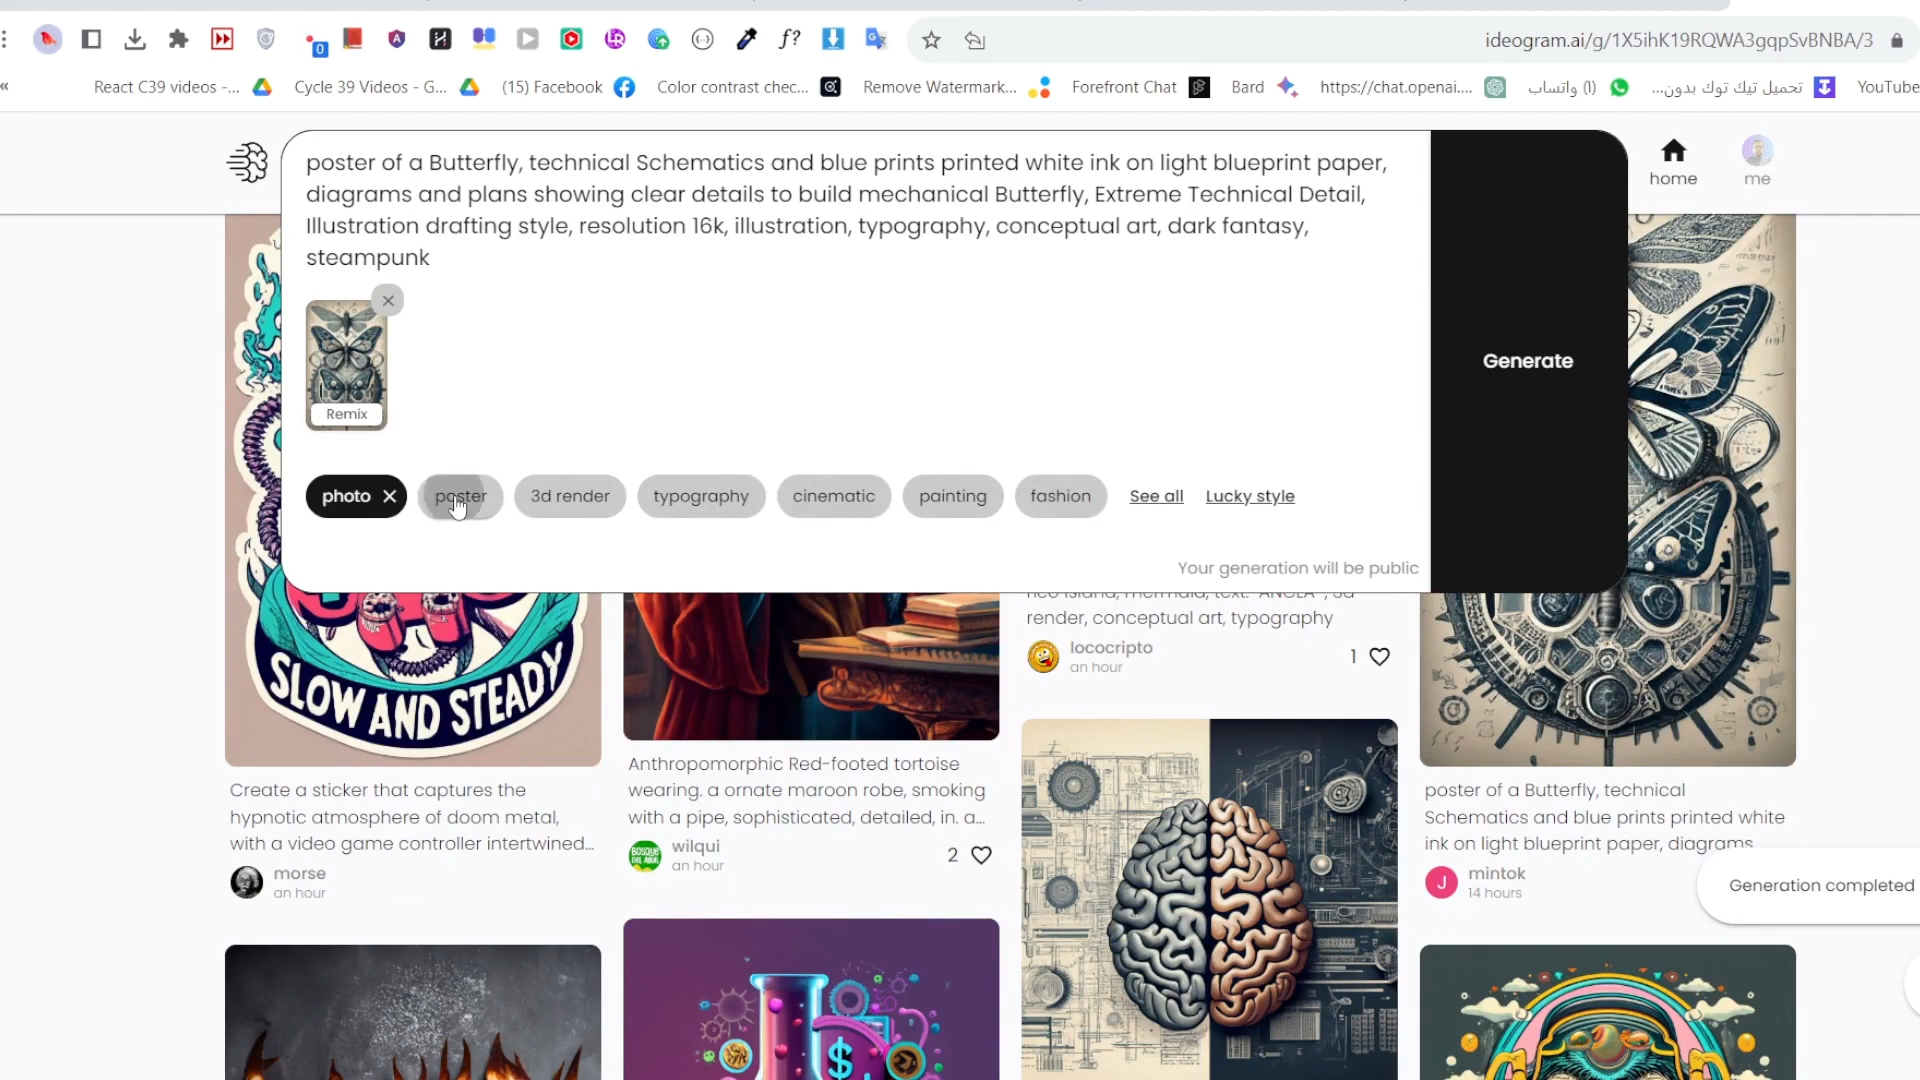 ideogram.ai/g/1X5ihK19RQWA3gqpSvBNBA/3
0
React C39 videos -...
Cycle 39 Videos - G...
(15) Facebook
Color contrast chec...
Remove Watermark...
Forefront Chat
Bard
https://chat.openai....
(١) واتساب
تحميل تيك توك بدون...
YouTube
poster of a Butterfly, technical Schematics and blue prints printed white ink on light blueprint paper,
diagrams and plans showing clear details to build mechanical Butterfly, Extreme Technical Detail,
Illustration drafting style, resolution 16k, illustration, typography, conceptual art, dark fantasy,
steampunk
home
me
Generate
Remix
photo
poster
3d render
typography
cinematic
painting
fashion
See all
Lucky style
Your generation will be public
render, conceptual art, typography
lococripto
an hour
1
SLOW AND STEADY
Create a sticker that captures the
hypnotic atmosphere of doom metal,
with a video game controller intertwined...
morse
an hour
Anthropomorphic Red-footed tortoise
wearing. a ornate maroon robe, smoking
with a pipe, sophisticated, detailed, in. a...
BOSQUE
DEL ABUEL
wilqui
an hour
2
poster of a Butterfly, technical
Schematics and blue prints printed white
ink on light blueprint paper, diagrams
J
mintok
14 hours
Generation completed
$